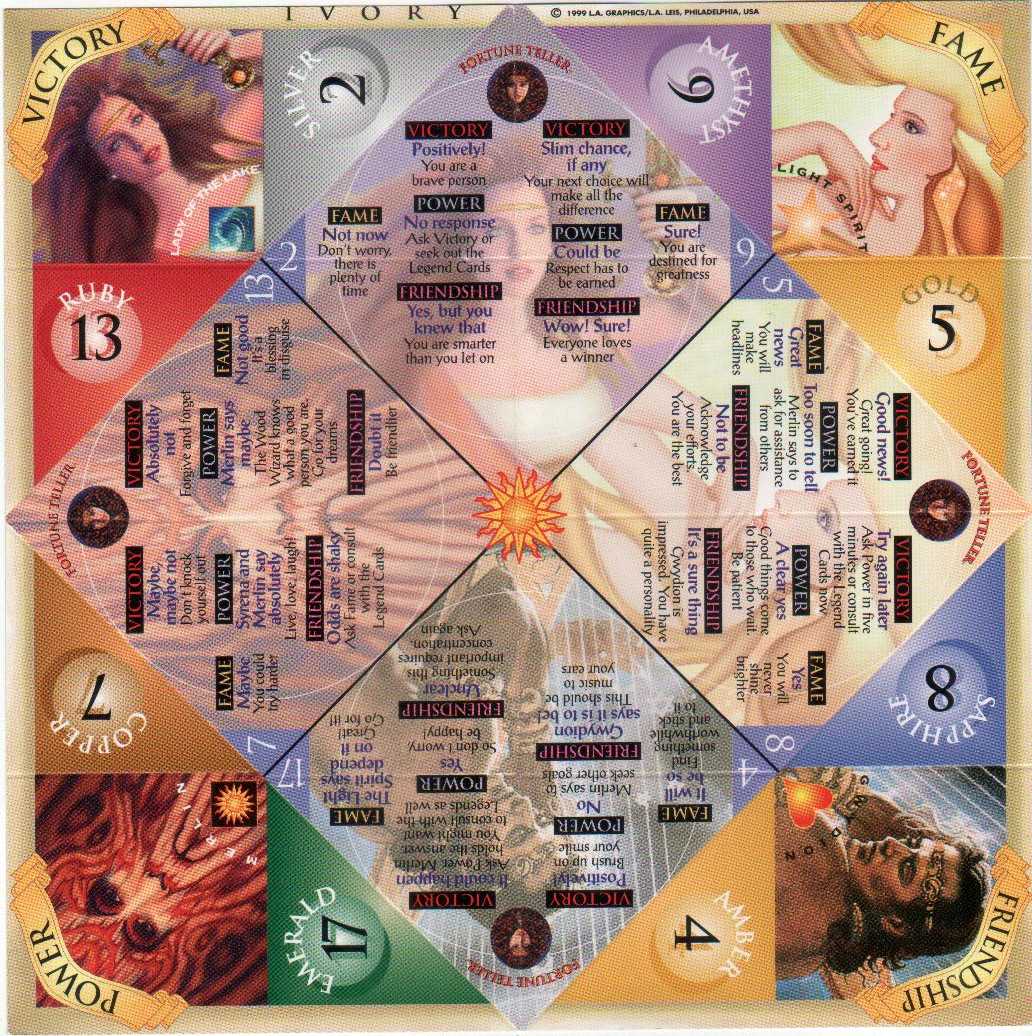 IVORY
© 1999 L.A. GRAPHICS/L.A. LEIS, PHILADELPHIA, USA
VICTORY
LADY OF THE LAKE
SILVER
2
AMETHYST
9
FAME
LIGHT SPIRIT
RUBY
13
GOLD
5
COPPER
7
SAPPHIRE
8
POWER
MERLIN
EMERALD
17
AMBER
4
FRIENDSHIP
GWYDION
FORTUNE TELLER
2
9
VICTORY
Positively!
You are a
brave person
POWER
No response
Ask Victory or
seek out the
Legend Cards
FRIENDSHIP
Yes, but you
knew that
You are smarter
than you let on
FAME
Not now
Don't worry,
there is
plenty of
time
VICTORY
Slim chance,
if any
Your next choice will
make all the
difference
POWER
Could be
Respect has to
be earned
FRIENDSHIP
Wow! Sure!
Everyone loves
a winner
FAME
Sure!
You are
destined for
greatness
FORTUNE TELLER
5
8
VICTORY
Good news!
Great going!
You've earned it
POWER
Too soon to tell
Merlin says to
ask for assistance
from others
FRIENDSHIP
Not to be
Acknowledge
your efforts.
You are the best
FAME
Great
news
You will
make
headlines
VICTORY
Try again later
Ask Power in five
minutes or consult
with the Legend
Cards now
POWER
A clear yes
Good things come
to those who wait.
Be patient
FRIENDSHIP
It's a sure thing
Gwydion is
impressed. You have
quite a personality
FAME
Yes
You will
never
shine
brighter
FORTUNE TELLER
4
17
VICTORY
Positively!
Brush up on
your smile
POWER
No
Merlin says to
seek other goals
FRIENDSHIP
Gwydion
says it is to be!
This should be
music to
your ears
FAME
It will
be so
Find
something
worthwhile
and stick
to it
VICTORY
It could happen
Ask Power. Merlin
holds the answer.
You might want
to consult with the
Legends as well
POWER
Yes
So don't worry,
be happy!
FRIENDSHIP
Unclear
Something this
important requires
concentration.
Ask again
FAME
The Light
Spirit says
depend
on it
Great!
Go for it!
FORTUNE TELLER
13
7
VICTORY
Absolutely
not
Forgive and forget
POWER
Merlin says
maybe
The Wood
Wizard knows
what a good
person you are.
Go for your
dreams
FRIENDSHIP
Doubt it
Be friendlier
FAME
Not good
It's a
blessing
in disguise
VICTORY
Maybe,
maybe not
Don't knock
yourself out
POWER
Syrena and
Merlin say
absolutely
Live, love, laugh!
FRIENDSHIP
Odds are shaky
Ask Fame or consult
with the
Legend Cards
FAME
Maybe
You could
try harder